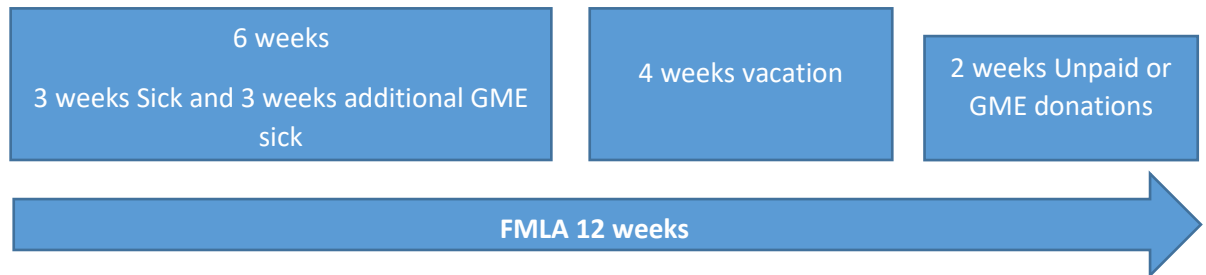 6 weeks
3 weeks Sick and 3 weeks additional GME
sick
4 weeks vacation
2 weeks Unpaid or
GME donations
FMLA 12 weeks